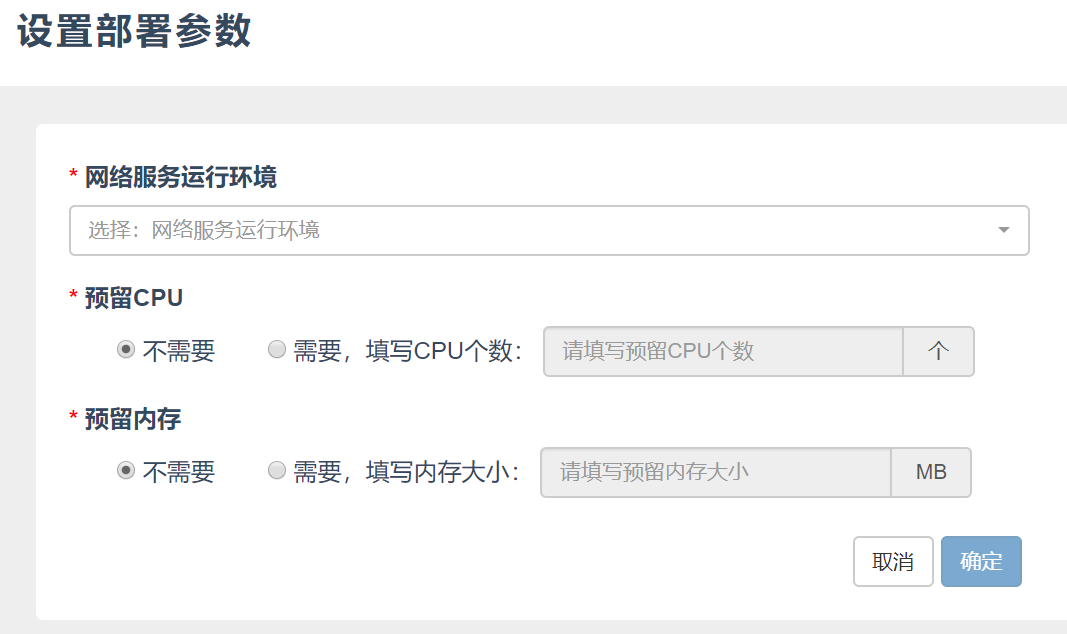 设置部署参数
* 网络服务运行环境
选择：网络服务运行环境
* 预留CPU
不需要 需要，填写CPU个数： 请填写预留CPU个数 个
* 预留内存
不需要 需要，填写内存大小： 请填写预留内存大小 MB
取消 确定